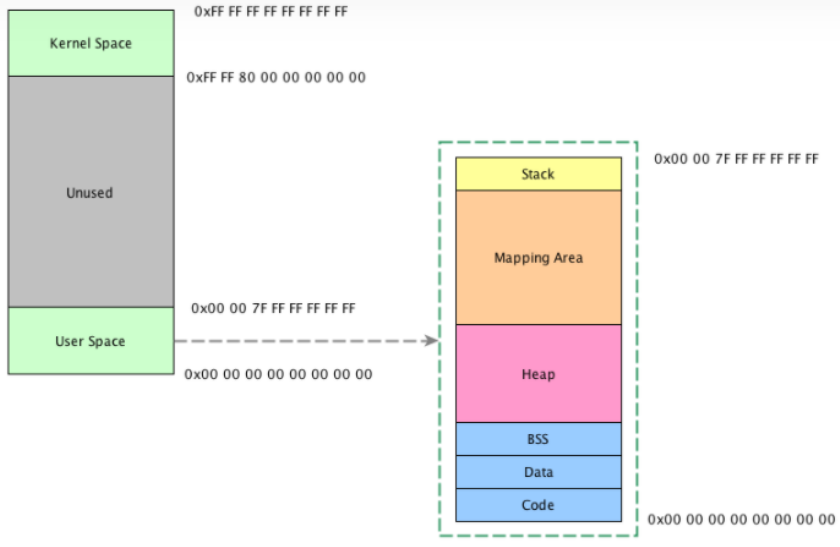 0xFF FF FF FF FF FF FF FF
Kernel Space
0xFF FF 80 00 00 00 00 00
Unused
0x00 00 7F FF FF FF FF FF
User Space
0x00 00 00 00 00 00 00 00
0x00 00 7F FF FF FF FF FF
Stack
Mapping Area
Heap
BSS
Data
Code
0x00 00 00 00 00 00 00 00